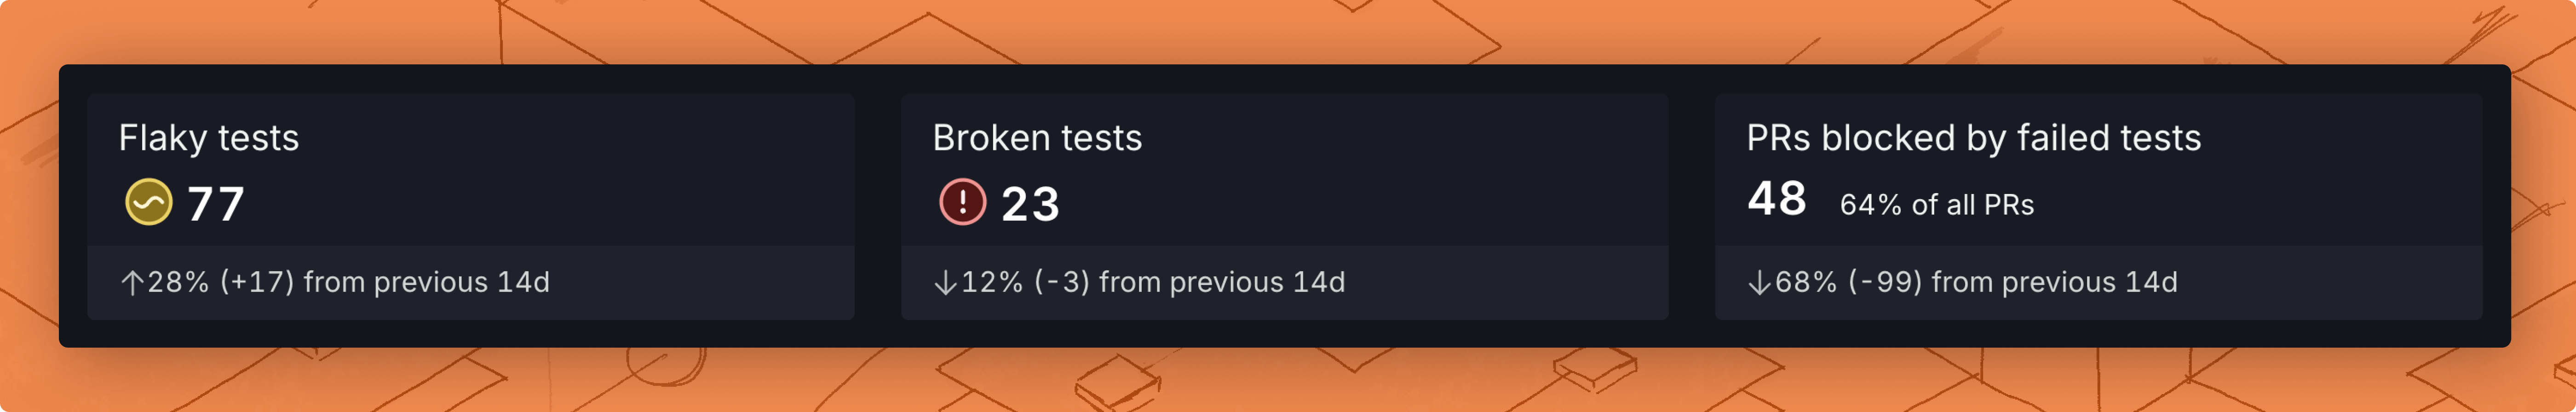 Flaky tests
77
↑28% (+17) from previous 14d
Broken tests
23
↓12% (-3) from previous 14d
PRs blocked by failed tests
48 64% of all PRs
↓68% (-99) from previous 14d